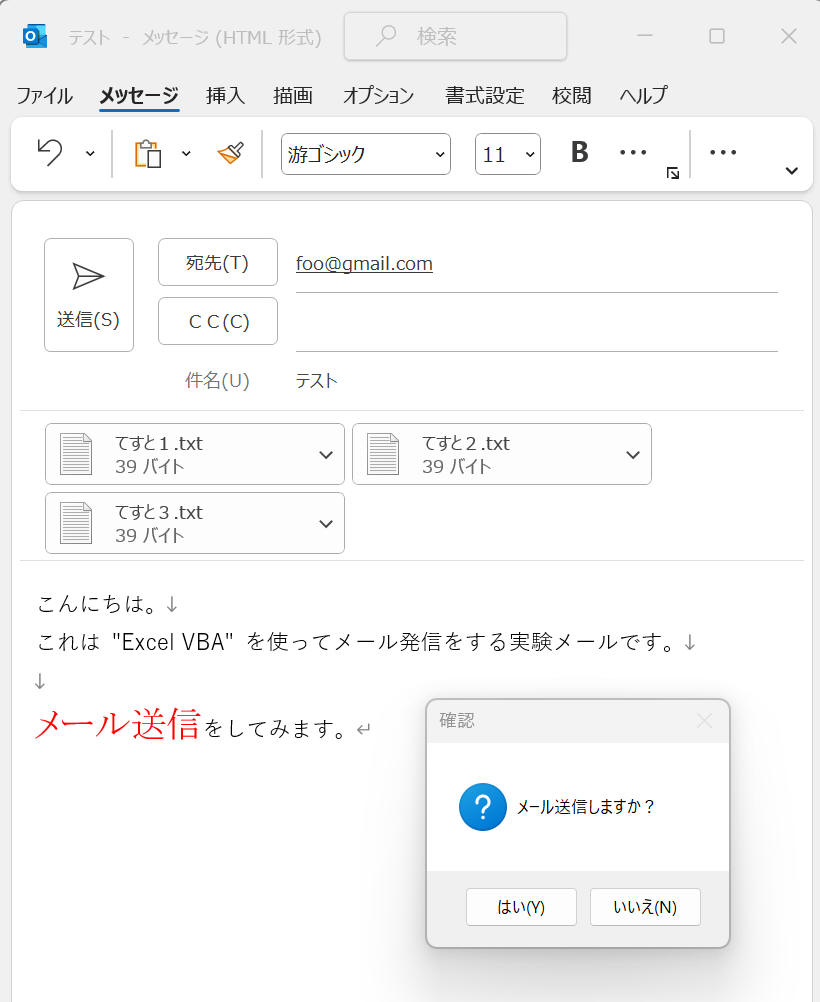 テスト - メッセージ (HTML 形式)
検索
ファイル メッセージ 挿入 描画 オプション 書式設定 校閲 ヘルプ
游ゴシック 11 B
送信(S)
宛先(T) foo@gmail.com
ＣＣ(C)
件名(U) テスト
てすと１.txt
39 バイト
てすと２.txt
39 バイト
てすと３.txt
39 バイト
こんにちは。↓
これは "Excel VBA" を使ってメール発信をする実験メールです。↓
↓
メール送信をしてみます。↵
確認
メール送信しますか？
はい(Y) いいえ(N)